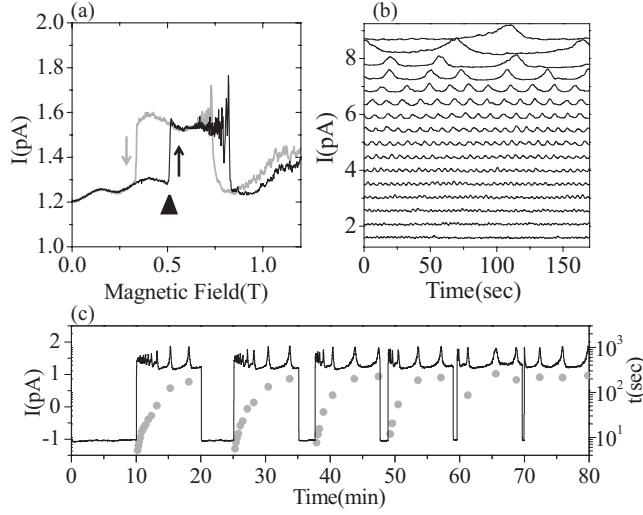 (a)
2.0
1.8
1.6
1.4
1.2
1.0
I(pA)
0.0 0.5 1.0
Magnetic Field(T)
(b)
8
6
4
2
I(pA)
0 50 100 150
Time(sec)
(c)
2
1
0
-1
I(pA)
10³
10²
10¹
t(sec)
0 10 20 30 40 50 60 70 80
Time(min)